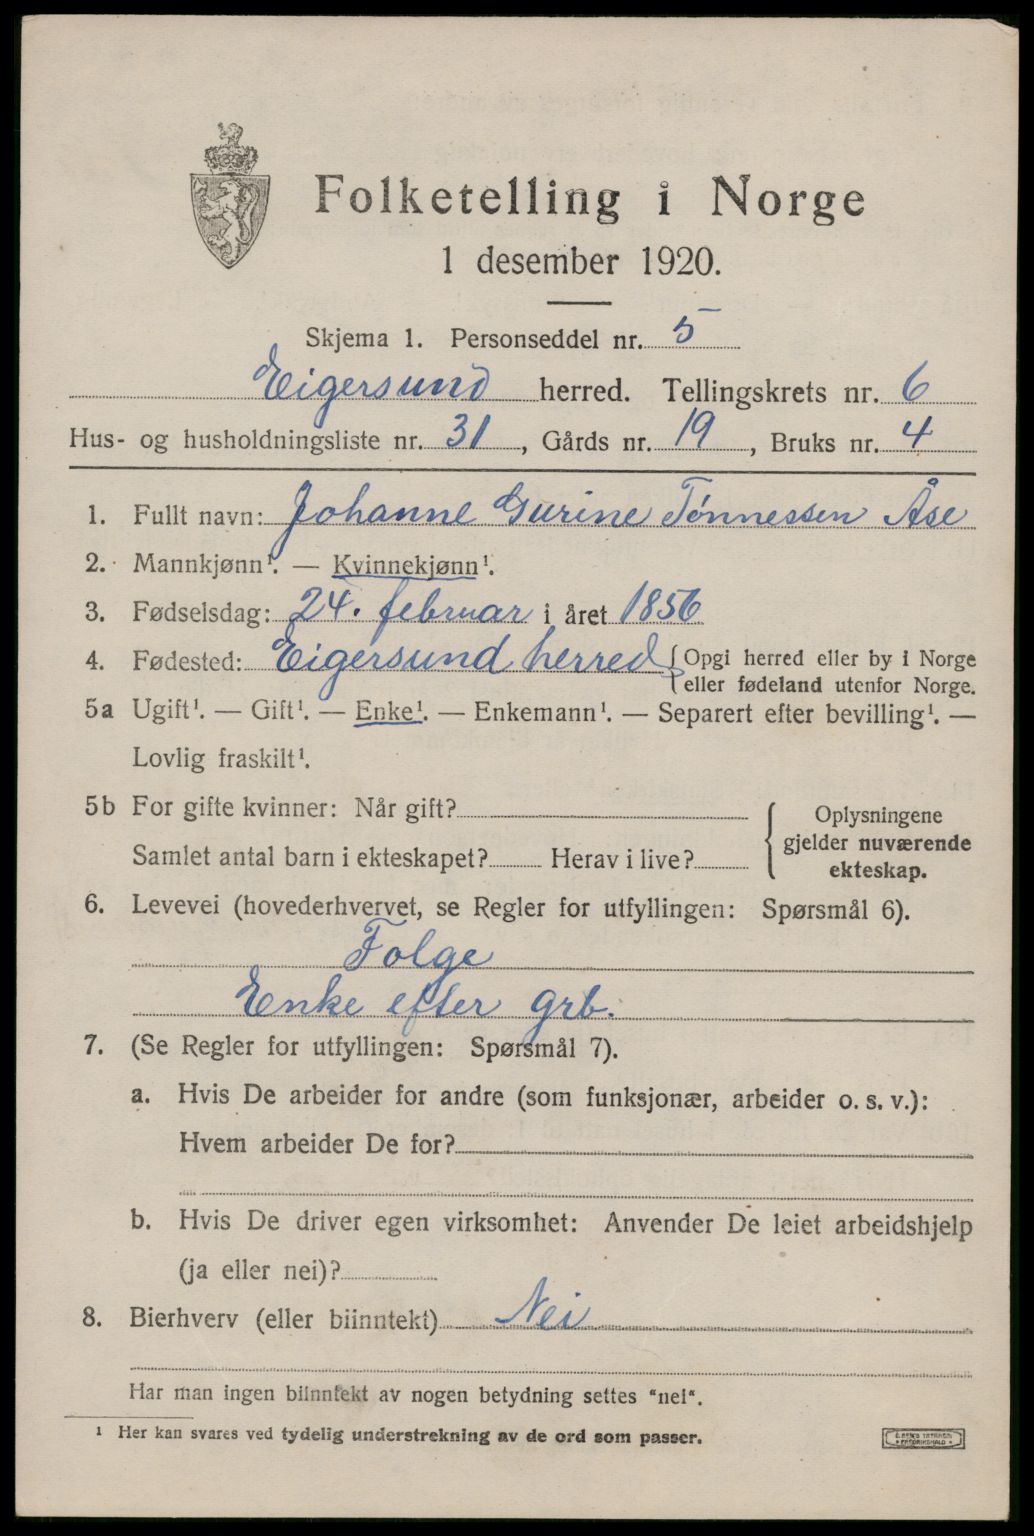 Folketelling i Norge
1 desember 1920.
Skjema 1. Personseddel nr. 5
Eigersund herred. Tellingskrets nr. 6
Hus- og husholdningsliste nr. 31, Gårds nr. 19, Bruks nr. 4
1. Fullt navn: Johanne Gurine Tønnessen Åse
2. Mannkjønn¹. — Kvinnekjønn¹.
3. Fødselsdag: 24. februar i året 1856
4. Fødested: Eigersund herred { Opgi herred eller by i Norge
eller fødeland utenfor Norge.
5a Ugift¹. — Gift¹. — Enke¹. — Enkemann¹. — Separert efter bevilling¹. —
Lovlig fraskilt¹.
5b For gifte kvinner: Når gift?
Samlet antal barn i ekteskapet? Herav i live?
Oplysningene
gjelder nuværende
ekteskap.
6. Levevei (hovederhvervet, se Regler for utfyllingen: Spørsmål 6).
Folge
Enke efter grb.
7. (Se Regler for utfyllingen: Spørsmål 7).
a. Hvis De arbeider for andre (som funksjonær, arbeider o. s. v.):
Hvem arbeider De for?
b. Hvis De driver egen virksomhet: Anvender De leiet arbeidshjelp
(ja eller nei)?
8. Bierhverv (eller biinntekt) Nei
Har man ingen biinntekt av nogen betydning settes "nei".
¹ Her kan svares ved tydelig understrekning av de ord som passer.